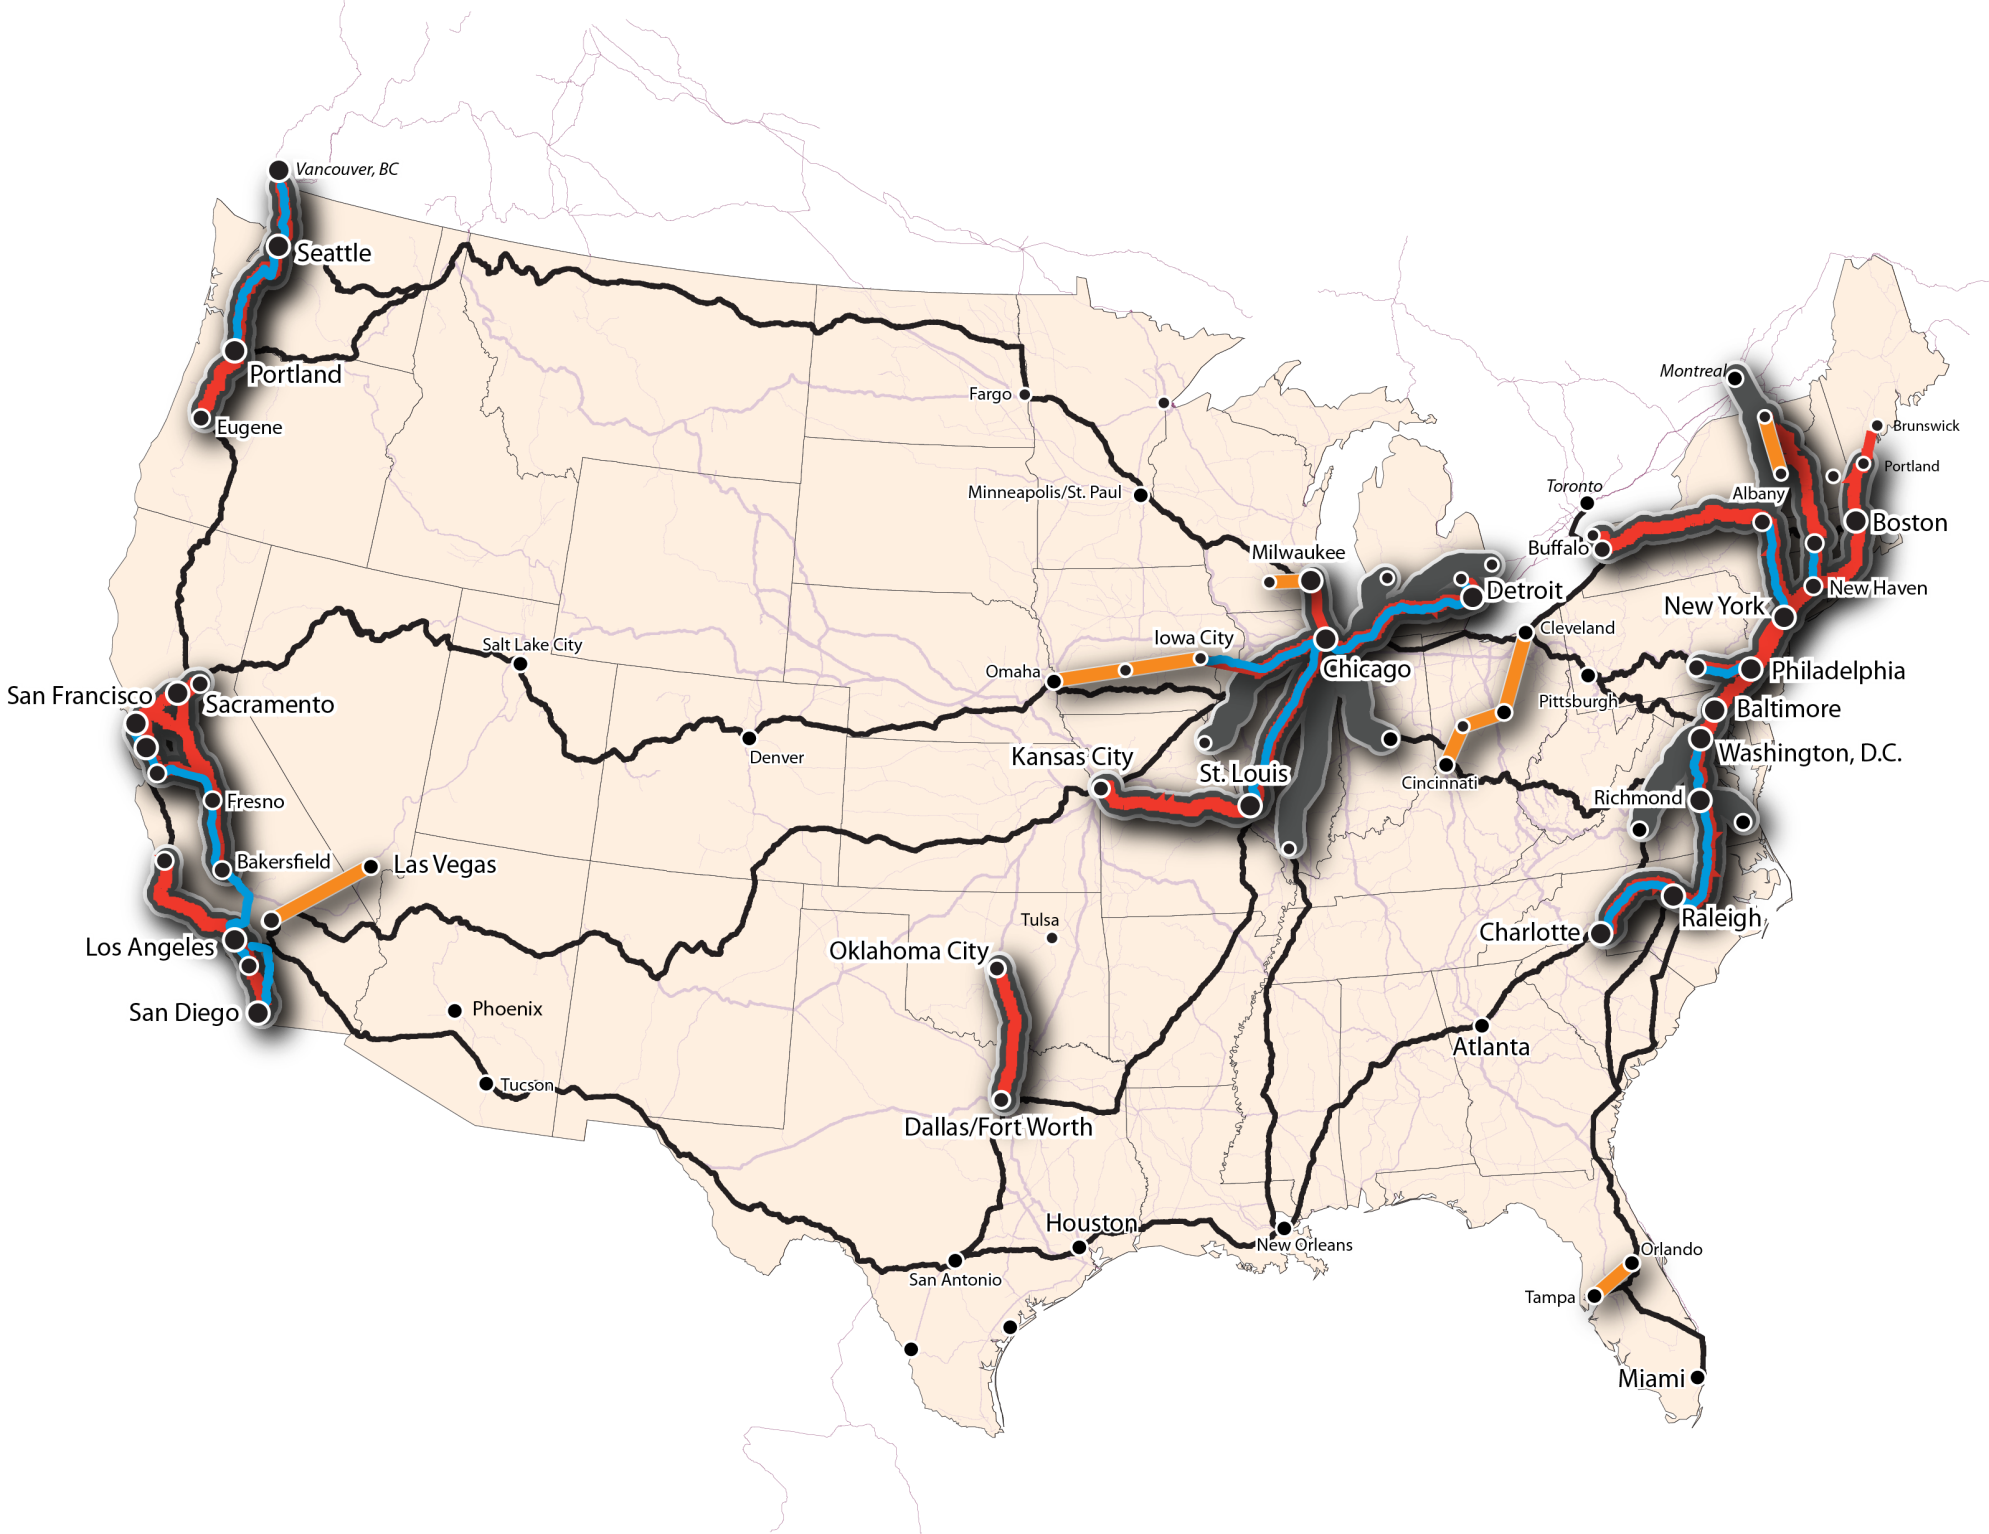 Vancouver, BC
Seattle
Portland
Eugene
Fargo
Minneapolis/St. Paul
Montreal
Brunswick
Portland
Toronto
Albany
Boston
Buffalo
Milwaukee
Detroit
New Haven
New York
Cleveland
Iowa City
Salt Lake City
Omaha
Chicago
Philadelphia
San Francisco
Sacramento
Pittsburgh
Baltimore
Denver
Kansas City
St. Louis
Cincinnati
Washington, D.C.
Fresno
Richmond
Bakersfield
Las Vegas
Los Angeles
Oklahoma City
Tulsa
Charlotte
Raleigh
San Diego
Phoenix
Atlanta
Tucson
Dallas/Fort Worth
Houston
New Orleans
San Antonio
Orlando
Tampa
Miami